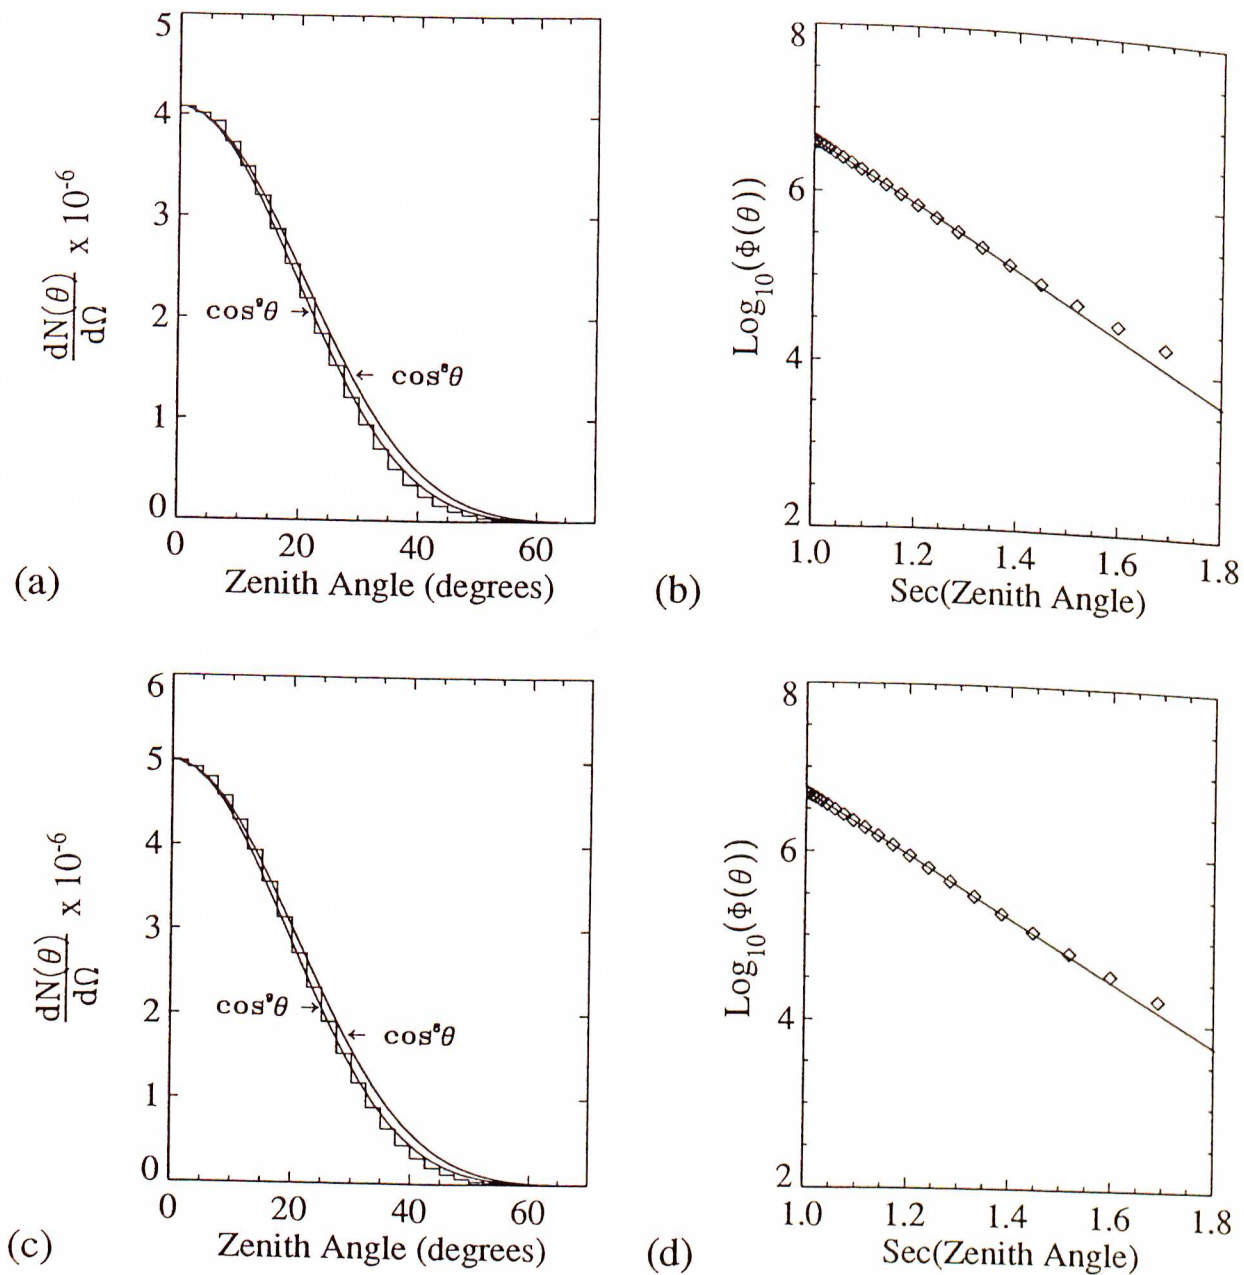 5
4
3
2
1
0
dN(θ)
dΩ
x 10⁻⁶
cos⁹θ →
← cos⁸θ
0 20 40 60
Zenith Angle (degrees)
(a)
8
6
4
2
Log₁₀(Φ(θ))
1.0 1.2 1.4 1.6 1.8
Sec(Zenith Angle)
(b)
6
5
4
3
2
1
0
dN(θ)
dΩ
x 10⁻⁶
cos⁹θ →
← cos⁸θ
0 20 40 60
Zenith Angle (degrees)
(c)
8
6
4
2
Log₁₀(Φ(θ))
1.0 1.2 1.4 1.6 1.8
Sec(Zenith Angle)
(d)